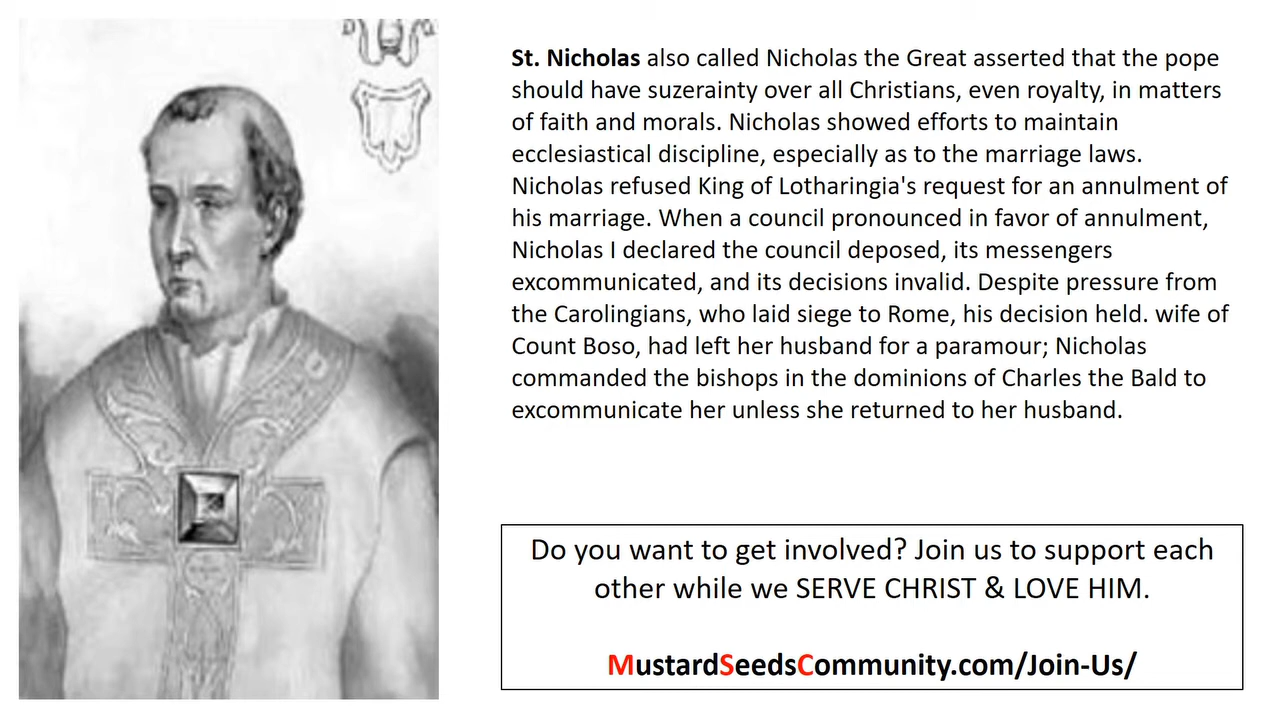 St. Nicholas also called Nicholas the Great asserted that the pope
should have suzerainty over all Christians, even royalty, in matters
of faith and morals. Nicholas showed efforts to maintain
ecclesiastical discipline, especially as to the marriage laws.
Nicholas refused King of Lotharingia's request for an annulment of
his marriage. When a council pronounced in favor of annulment,
Nicholas I declared the council deposed, its messengers
excommunicated, and its decisions invalid. Despite pressure from
the Carolingians, who laid siege to Rome, his decision held. wife of
Count Boso, had left her husband for a paramour; Nicholas
commanded the bishops in the dominions of Charles the Bald to
excommunicate her unless she returned to her husband.
Do you want to get involved? Join us to support each
other while we SERVE CHRIST & LOVE HIM.
MustardSeedsCommunity.com/Join-Us/